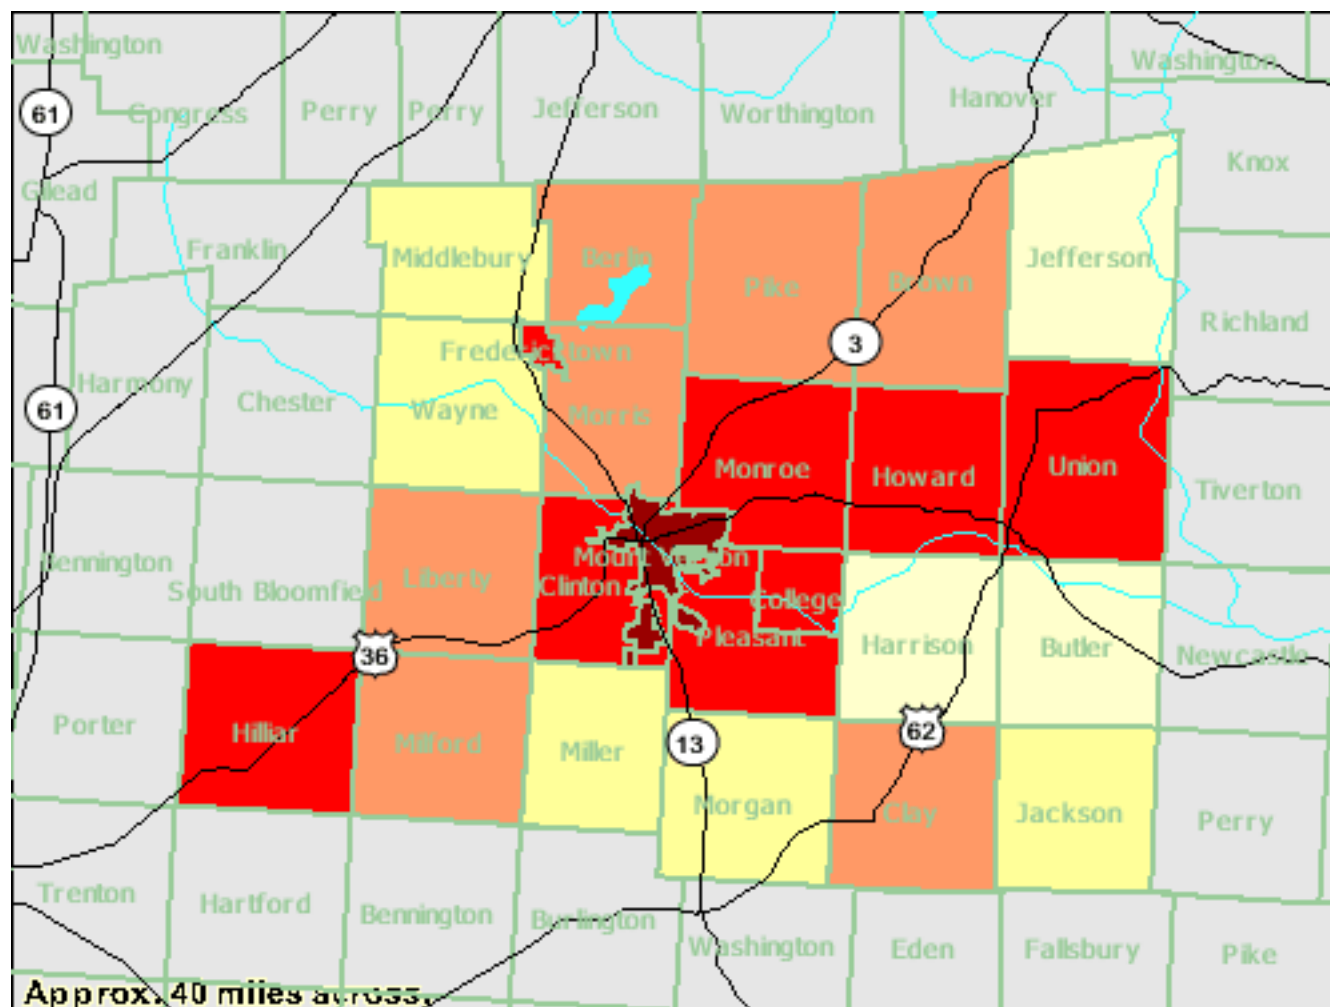 Washington
Washington
Congress
Perry
Perry
Jefferson
Worthington
Hanover
61
Knox
Gilead
Franklin
Middlebury
Berlin
Pike
Brown
Jefferson
Richland
3
Fredericktown
Harmony
Chester
61
Wayne
Morris
Monroe
Howard
Union
Tiverton
Bennington
South Bloomfield
Liberty
Clinton
Mount Vernon
College
Pleasant
Harrison
Butler
Newcastle
36
Porter
Hilliar
Milford
Miller
13
62
Morgan
Clay
Jackson
Perry
Trenton
Hartford
Bennington
Burlington
Washington
Eden
Fallsbury
Pike
Approx. 40 miles across.